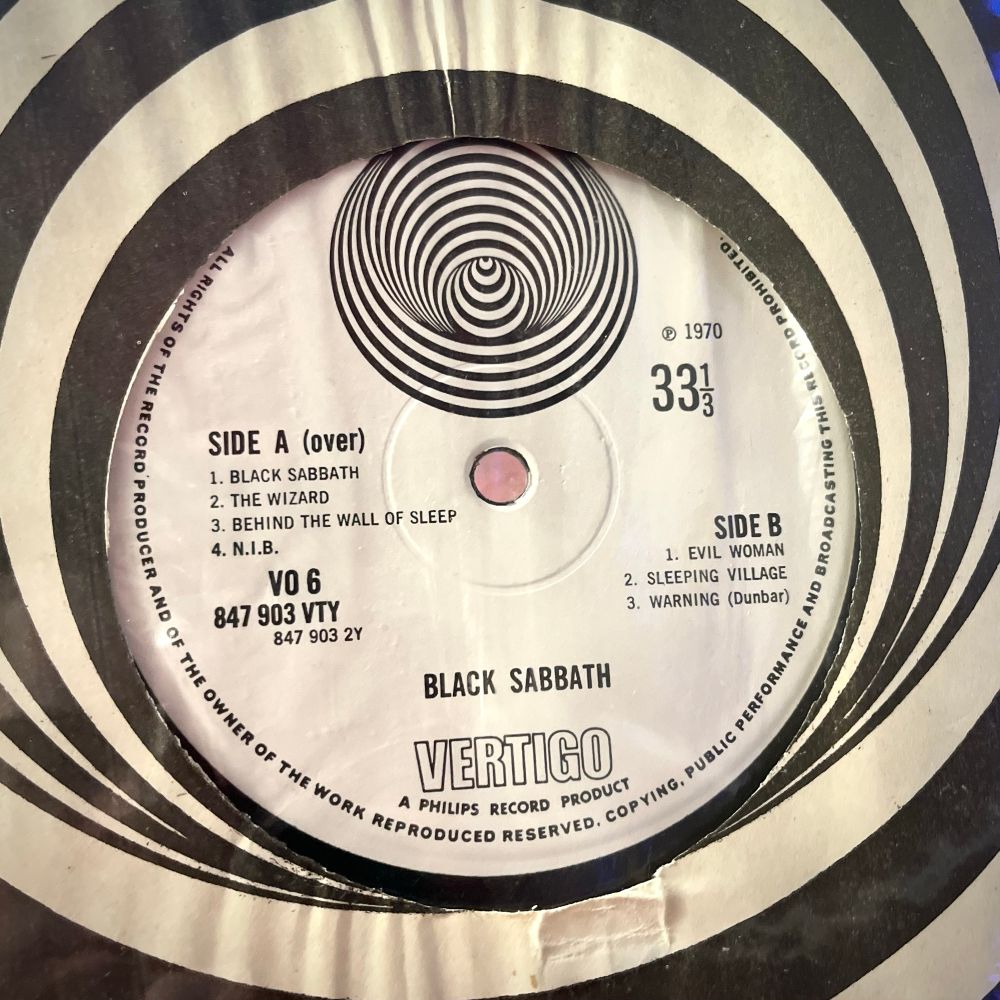 ℗ 1970
33 1/3
SIDE A (over)
1. BLACK SABBATH
2. THE WIZARD
3. BEHIND THE WALL OF SLEEP
4. N.I.B.
VO 6
847 903 VTY
847 903 2Y
SIDE B
1. EVIL WOMAN
2. SLEEPING VILLAGE
3. WARNING (Dunbar)
BLACK SABBATH
VERTIGO
A PHILIPS RECORD PRODUCT
ALL RIGHTS OF THE RECORD PRODUCER AND OF THE OWNER OF THE WORK REPRODUCED RESERVED. COPYING, PUBLIC PERFORMANCE AND BROADCASTING THIS RECORD PROHIBITED.